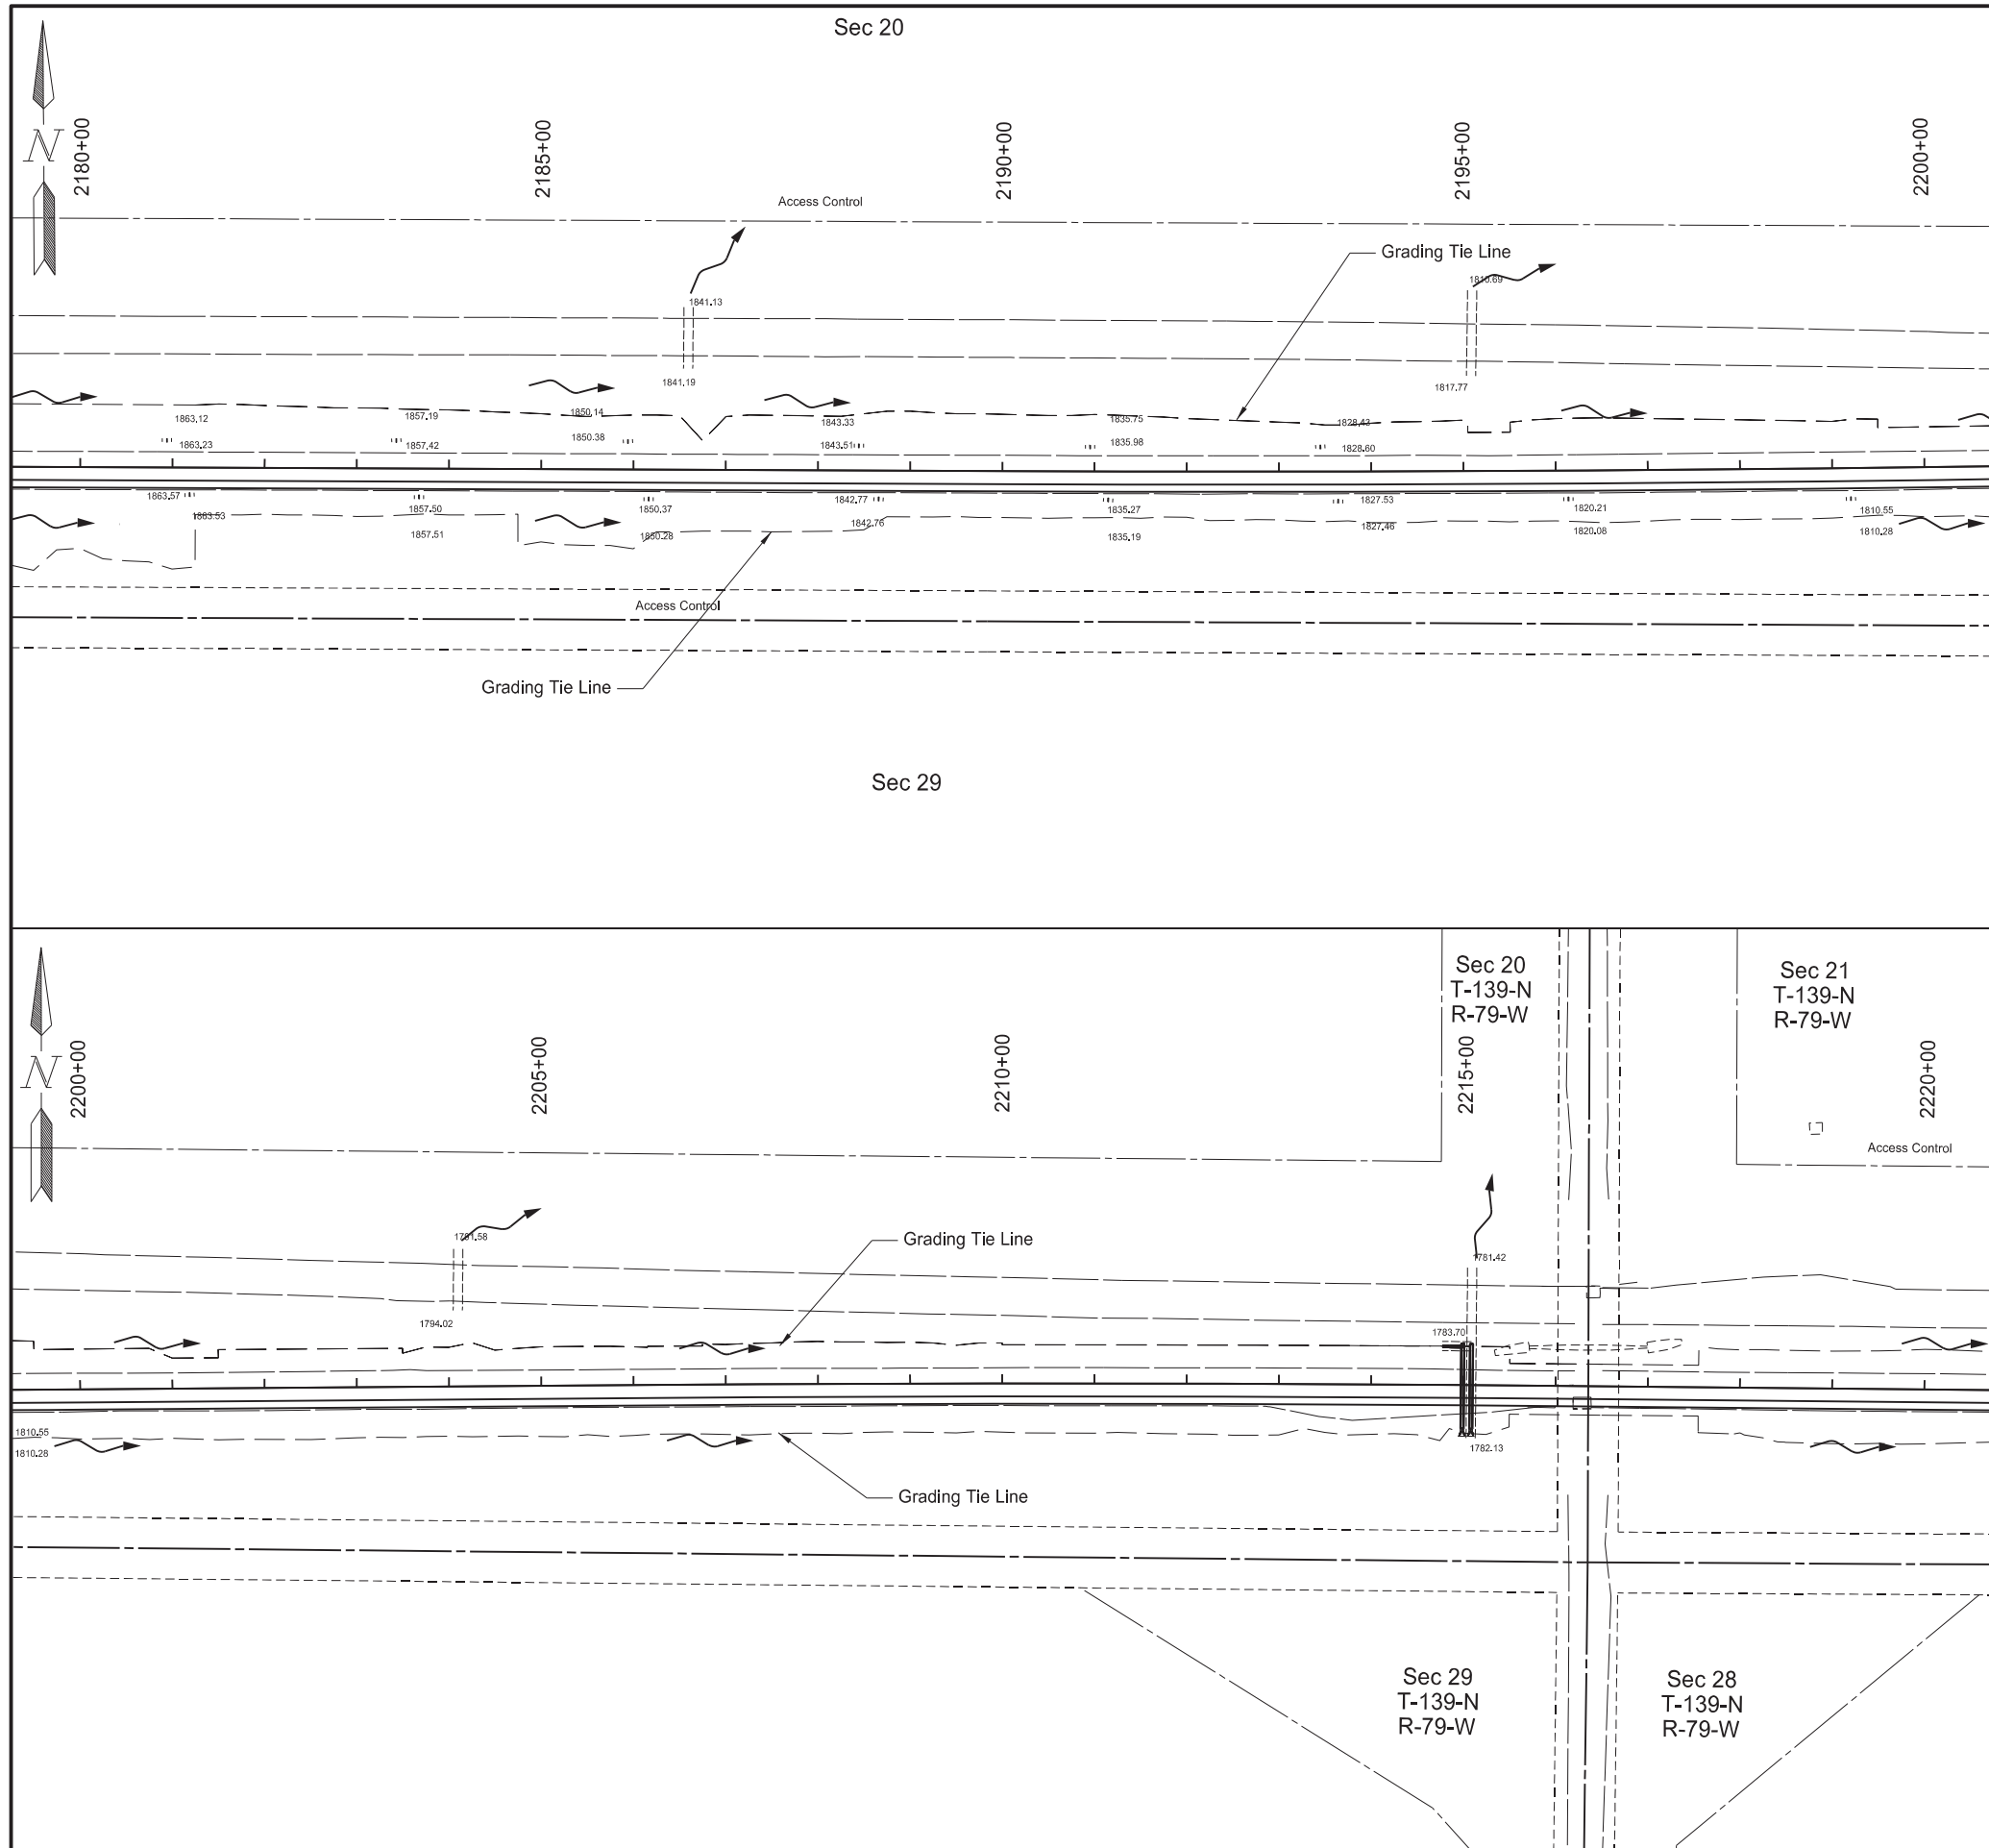 Sec 20
N
2180+00
2185+00
2190+00
2195+00
2200+00
Access Control
Grading Tie Line
1841.13
1810.69
1841.19
1817.77
1863.12
1857.19
1850.14
1843.33
1835.75
1828.43
1863.23
1857.42
1850.38
1843.51
1835.98
1828.60
1863.57
1857.50
1850.37
1842.77
1835.27
1827.53
1820.21
1810.55
1863.53
1857.51
1850.28
1842.76
1835.19
1827.46
1820.08
1810.28
Access Control
Grading Tie Line
Sec 29
Sec 20
T-139-N
R-79-W
Sec 21
T-139-N
R-79-W
N
2200+00
2205+00
2210+00
2215+00
2220+00
Access Control
1791.58
Grading Tie Line
1781.42
1794.02
1783.70
1810.55
1810.28
1782.13
Grading Tie Line
Sec 29
T-139-N
R-79-W
Sec 28
T-139-N
R-79-W